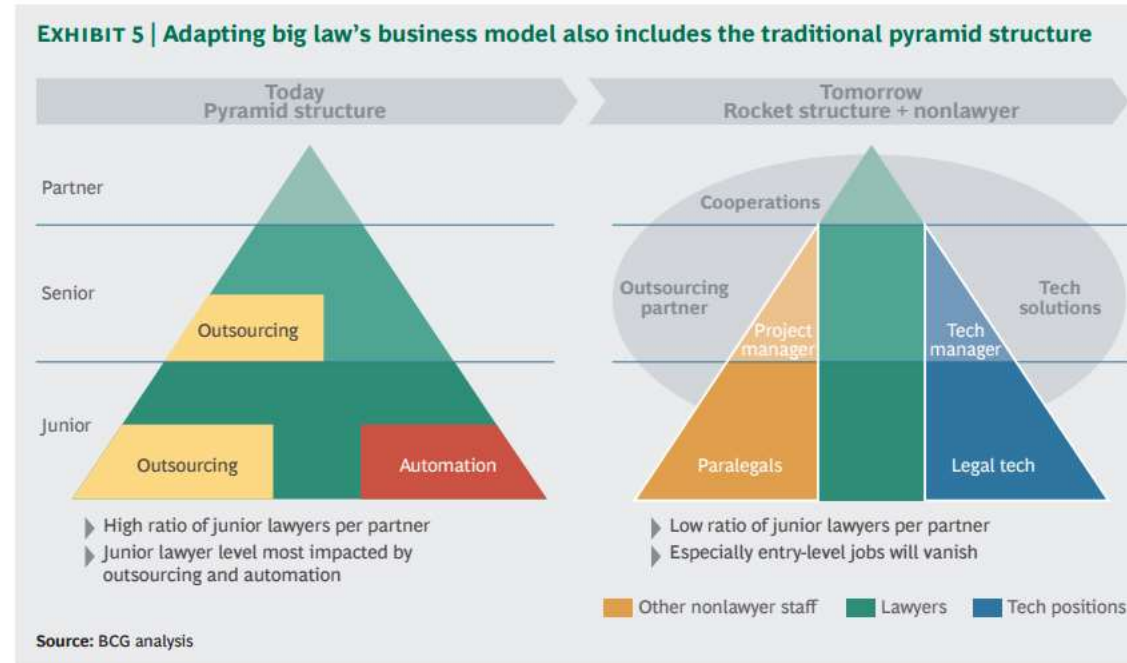 EXHIBIT 5 | Adapting big law's business model also includes the traditional pyramid structure
Today
Pyramid structure
Tomorrow
Rocket structure + nonlawyer
Partner
Senior
Junior
Outsourcing
Outsourcing
Automation
Cooperations
Outsourcing
partner
Tech
solutions
Project
manager
Tech
manager
Paralegals
Legal tech
High ratio of junior lawyers per partner
Junior lawyer level most impacted by
outsourcing and automation
Low ratio of junior lawyers per partner
Especially entry-level jobs will vanish
Other nonlawyer staff
Lawyers
Tech positions
Source: BCG analysis